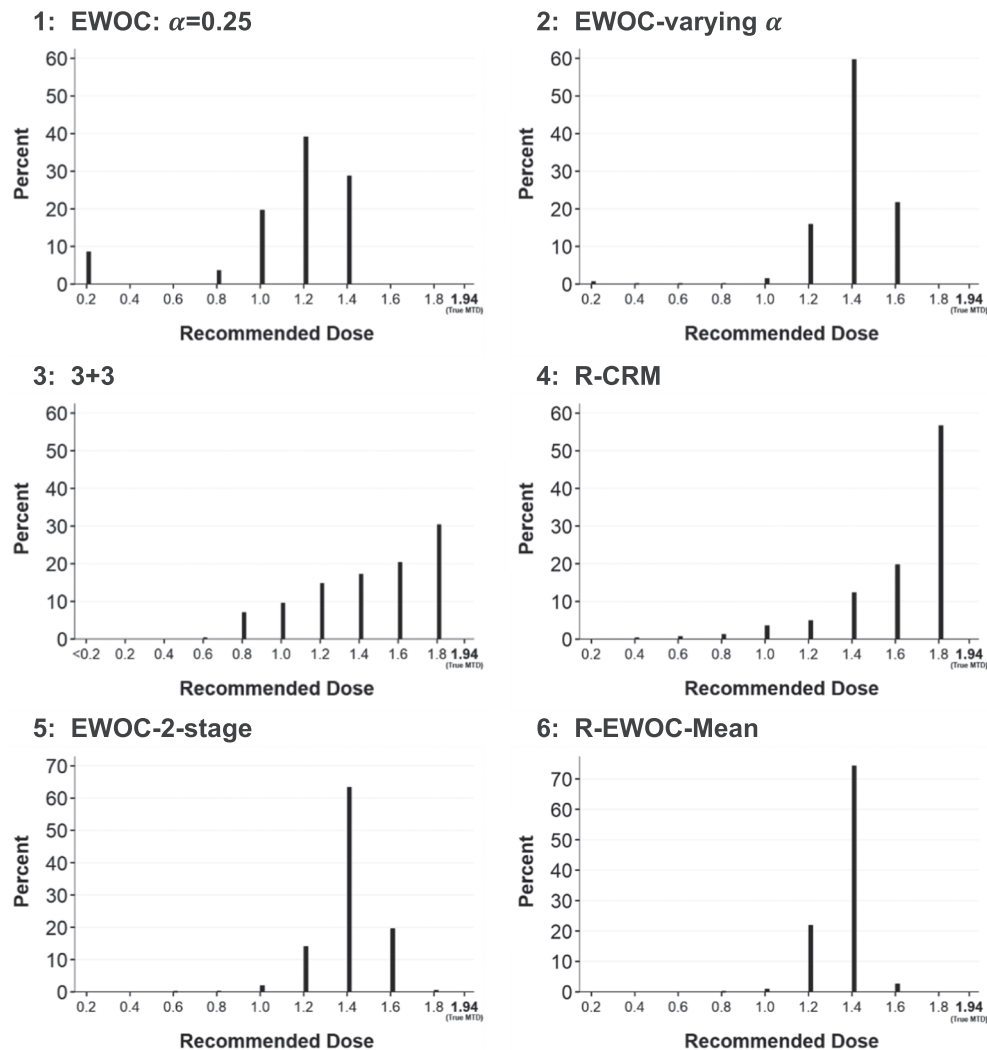 1: EWOC: α=0.25
60
50
40
30
20
10
0
Percent
0.2 0.4 0.6 0.8 1.0 1.2 1.4 1.6 1.8 1.94
(True MTD)
Recommended Dose
2: EWOC-varying α
60
50
40
30
20
10
0
Percent
0.2 0.4 0.6 0.8 1.0 1.2 1.4 1.6 1.8 1.94
(True MTD)
Recommended Dose
3: 3+3
60
50
40
30
20
10
0
Percent
<0.2 0.2 0.4 0.6 0.8 1.0 1.2 1.4 1.6 1.8 1.94
(True MTD)
Recommended Dose
4: R-CRM
60
50
40
30
20
10
0
Percent
0.2 0.4 0.6 0.8 1.0 1.2 1.4 1.6 1.8 1.94
(True MTD)
Recommended Dose
5: EWOC-2-stage
70
60
50
40
30
20
10
0
Percent
0.2 0.4 0.6 0.8 1.0 1.2 1.4 1.6 1.8 1.94
(True MTD)
Recommended Dose
6: R-EWOC-Mean
70
60
50
40
30
20
10
0
Percent
0.2 0.4 0.6 0.8 1.0 1.2 1.4 1.6 1.8 1.94
(True MTD)
Recommended Dose